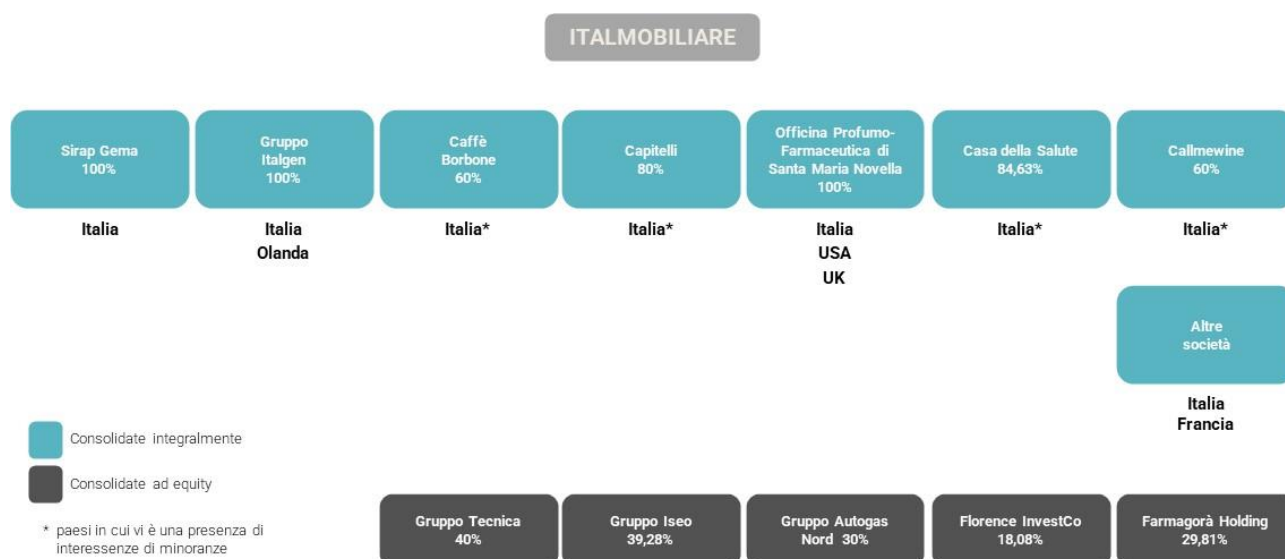 ITALMOBILIARE
Sirap Gema
100%
Gruppo
Italgen
100%
Caffè
Borbone
60%
Capitelli
80%
Officina Profumo-
Farmaceutica di
Santa Maria Novella
100%
Casa della Salute
84,63%
Callmewine
60%
Italia
Italia
Olanda
Italia*
Italia*
Italia
USA
UK
Italia*
Italia*
Altre
società
Italia
Francia
Consolidate integralmente
Consolidate ad equity
* paesi in cui vi è una presenza di
interessenze di minoranze
Gruppo Tecnica
40%
Gruppo Iseo
39,28%
Gruppo Autogas
Nord 30%
Florence InvestCo
18,08%
Farmagorà Holding
29,81%